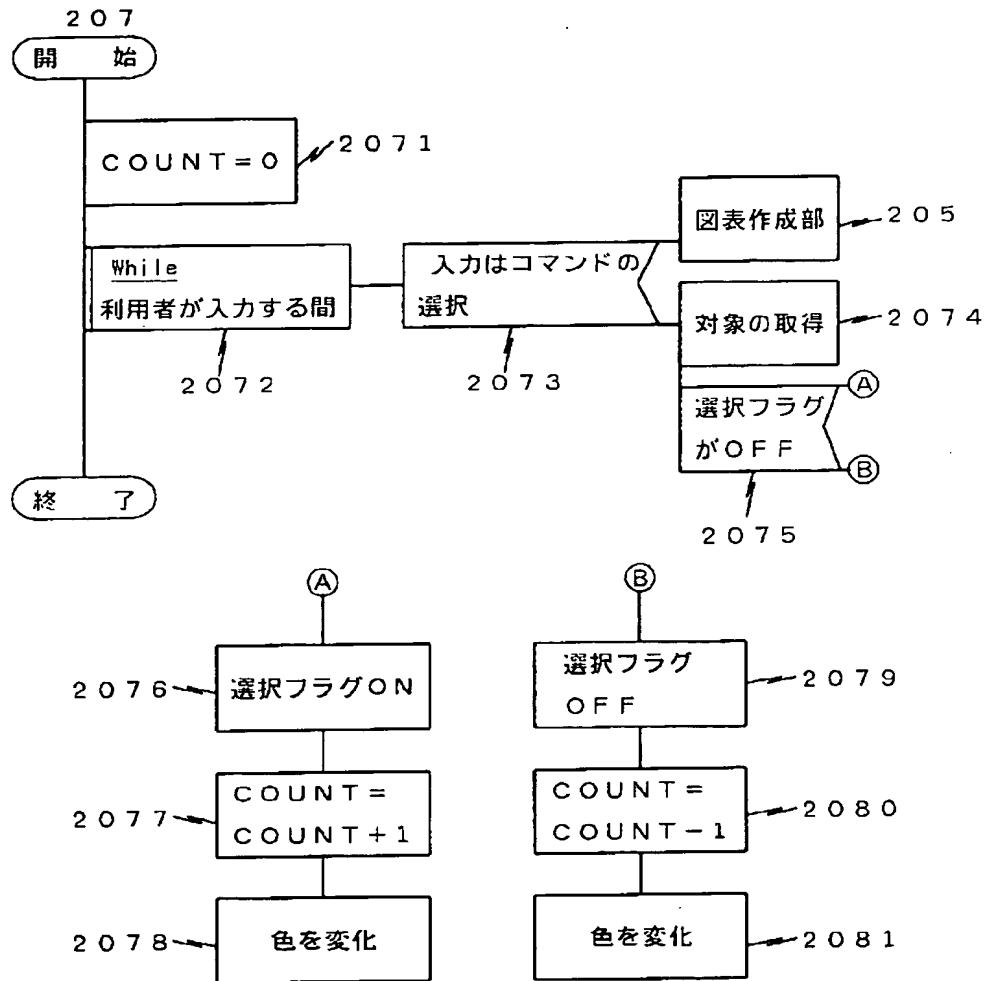 207
開 始
COUNT=0
2071
図表作成部
205
While
利用者が入力する間
入力はコマンドの
選択
対象の取得
2074
2072
2073
選択フラグ
がOFF
A
B
終 了
2075
A
B
2076
選択フラグON
選択フラグ
OFF
2079
2077
COUNT=
COUNT+1
COUNT=
COUNT-1
2080
2078
色を変化
色を変化
2081